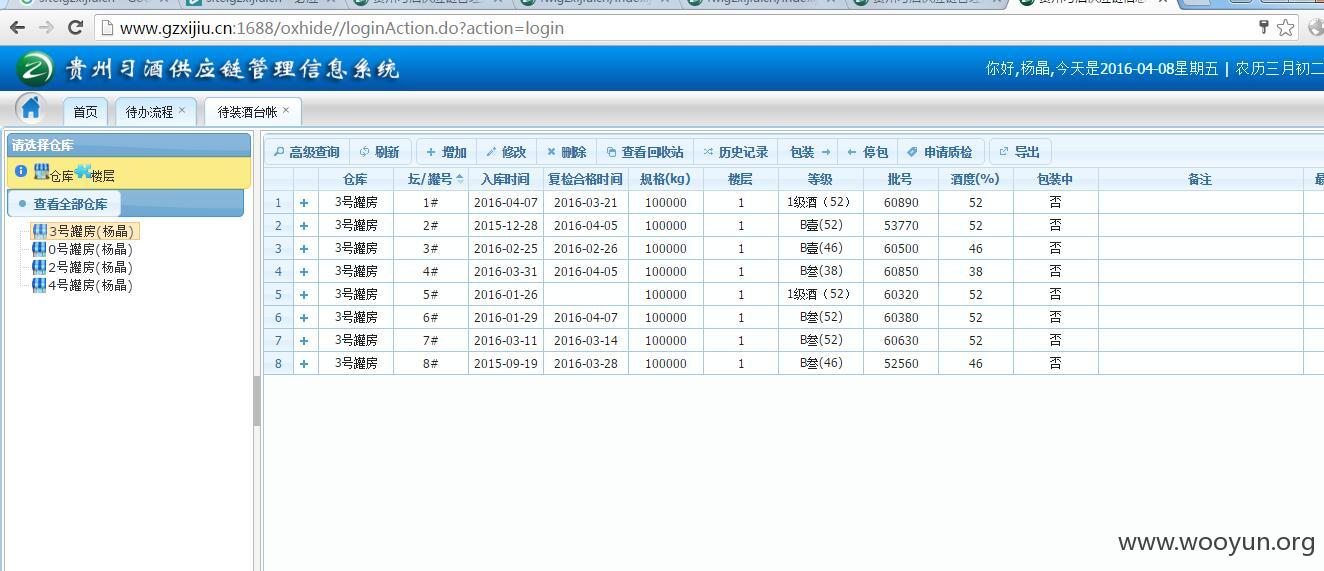 www.gzxijiu.cn:1688/oxhide//loginAction.do?action=login
贵州习酒供应链管理信息系统 你好,杨晶,今天是2016-04-08星期五 | 农历三月初二
首页 待办流程 × 待装酒台帐 ×
请选择仓库
仓库 楼层
查看全部仓库
3号罐房(杨晶)
0号罐房(杨晶)
2号罐房(杨晶)
4号罐房(杨晶)
高级查询 刷新 增加 修改 删除 查看回收站 历史记录 包装 停包 申请质检 导出
仓库 坛/罐号 入库时间 复检合格时间 规格(kg) 楼层 等级 批号 酒度(%) 包装中 备注
1 + 3号罐房 1# 2016-04-07 2016-03-21 100000 1 1级酒（52） 60890 52 否
2 + 3号罐房 2# 2015-12-28 2016-04-05 100000 1 B壹(52) 53770 52 否
3 + 3号罐房 3# 2016-02-25 2016-02-26 100000 1 B壹(46) 60500 46 否
4 + 3号罐房 4# 2016-03-31 2016-04-05 100000 1 B叁(38) 60850 38 否
5 + 3号罐房 5# 2016-01-26 100000 1 1级酒（52） 60320 52 否
6 + 3号罐房 6# 2016-01-29 2016-04-07 100000 1 B叁(52) 60380 52 否
7 + 3号罐房 7# 2016-03-11 2016-03-14 100000 1 B叁(52) 60630 52 否
8 + 3号罐房 8# 2015-09-19 2016-03-28 100000 1 B叁(46) 52560 46 否
www.wooyun.org